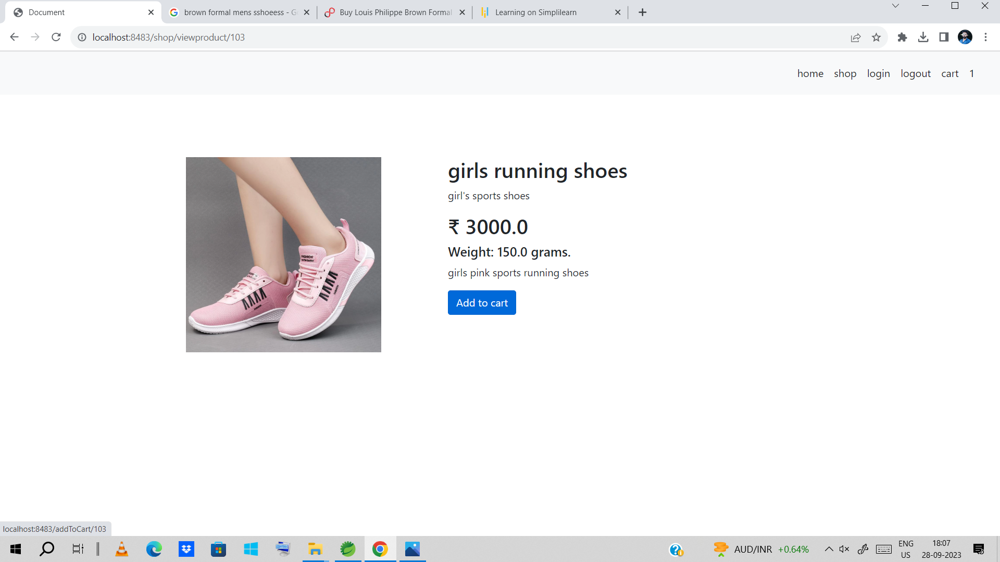 Document
brown formal mens sshoeess - G
Buy Louis Philippe Brown Formal
Learning on Simplilearn
localhost:8483/shop/viewproduct/103
home shop login logout cart 1
girls running shoes
girl's sports shoes
₹ 3000.0
Weight: 150.0 grams.
girls pink sports running shoes
Add to cart
FASHION
localhost:8483/addToCart/103
AUD/INR +0.64%
ENG
US
18:07
28-09-2023